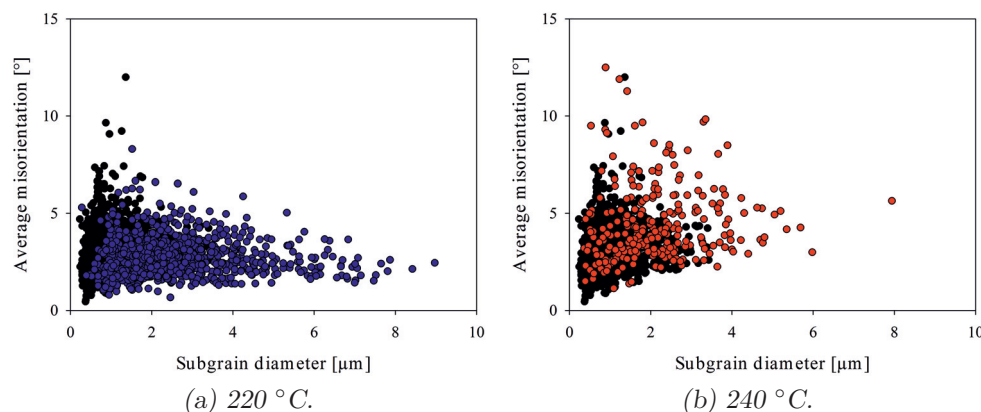 15
10
5
0
Average misorientation [°]
0 2 4 6 8 10
Subgrain diameter [µm]
(a) 220 °C.
15
10
5
0
Average misorientation [°]
0 2 4 6 8 10
Subgrain diameter [µm]
(b) 240 °C.